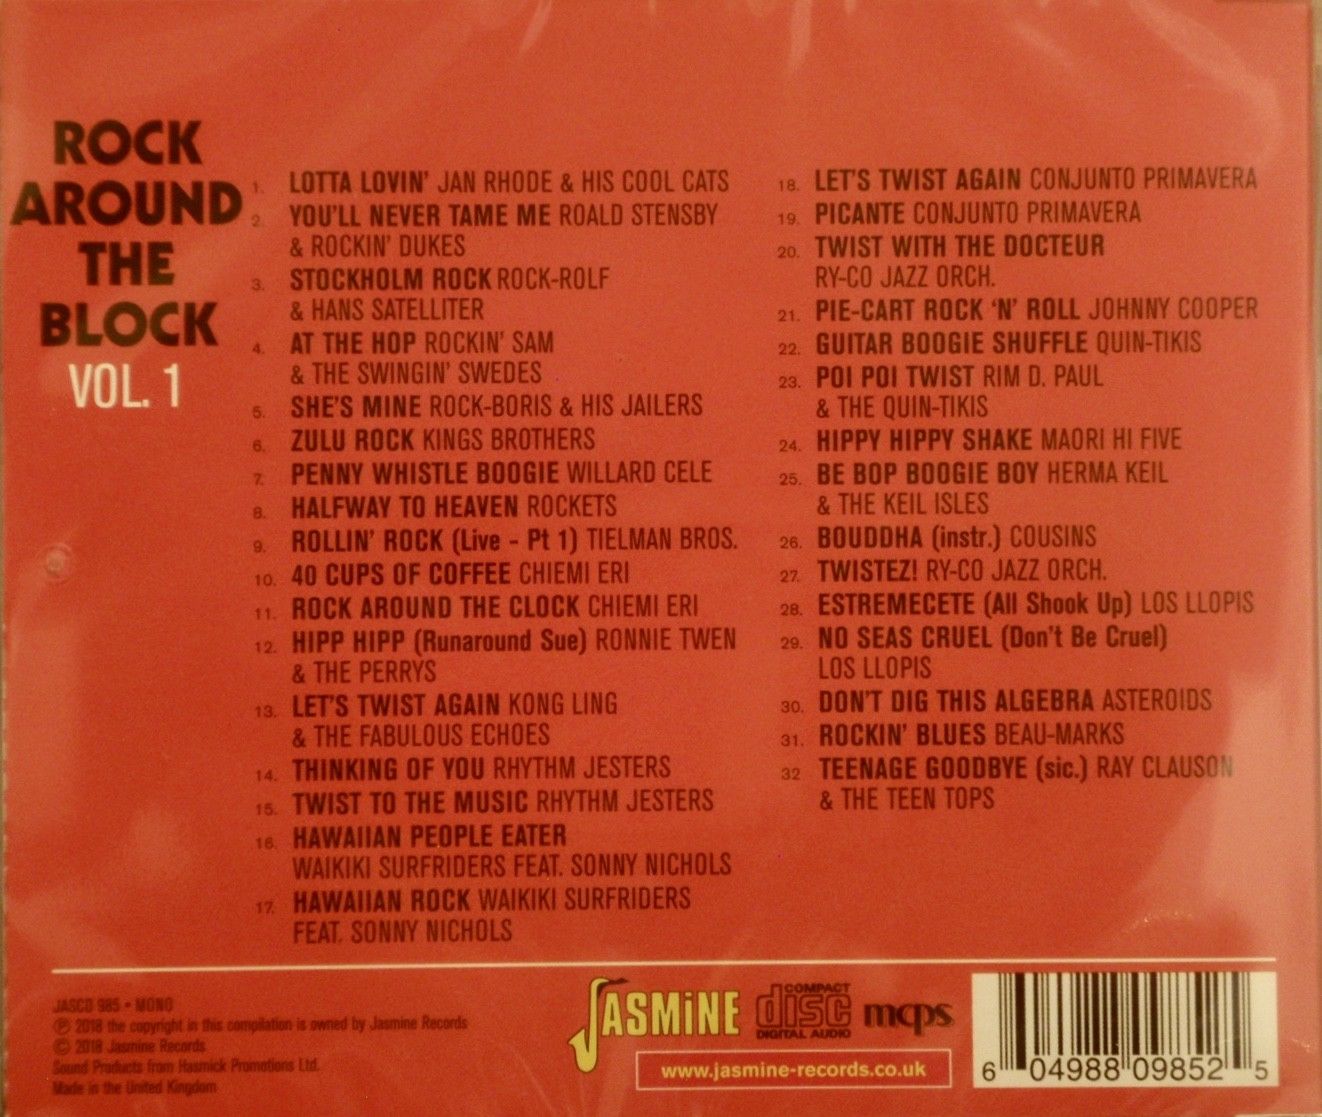 ROCK
AROUND
THE
BLOCK
VOL. 1
1. LOTTA LOVIN' JAN RHODE & HIS COOL CATS
2. YOU'LL NEVER TAME ME ROALD STENSBY
& ROCKIN' DUKES
3. STOCKHOLM ROCK ROCK-ROLF
& HANS SATELLITER
4. AT THE HOP ROCKIN' SAM
& THE SWINGIN' SWEDES
5. SHE'S MINE ROCK-BORIS & HIS JAILERS
6. ZULU ROCK KINGS BROTHERS
7. PENNY WHISTLE BOOGIE WILLARD CELE
8. HALFWAY TO HEAVEN ROCKETS
9. ROLLIN' ROCK (Live - Pt 1) TIELMAN BROS.
10. 40 CUPS OF COFFEE CHIEMI ERI
11. ROCK AROUND THE CLOCK CHIEMI ERI
12. HIPP HIPP (Runaround Sue) RONNIE TWEN
& THE PERRYS
13. LET'S TWIST AGAIN KONG LING
& THE FABULOUS ECHOES
14. THINKING OF YOU RHYTHM JESTERS
15. TWIST TO THE MUSIC RHYTHM JESTERS
16. HAWAIIAN PEOPLE EATER
WAIKIKI SURFRIDERS FEAT. SONNY NICHOLS
17. HAWAIIAN ROCK WAIKIKI SURFRIDERS
FEAT. SONNY NICHOLS
18. LET'S TWIST AGAIN CONJUNTO PRIMAVERA
19. PICANTE CONJUNTO PRIMAVERA
20. TWIST WITH THE DOCTEUR
RY-CO JAZZ ORCH.
21. PIE-CART ROCK 'N' ROLL JOHNNY COOPER
22. GUITAR BOOGIE SHUFFLE QUIN-TIKIS
23. POI POI TWIST RIM D. PAUL
& THE QUIN-TIKIS
24. HIPPY HIPPY SHAKE MAORI HI FIVE
25. BE BOP BOOGIE BOY HERMA KEIL
& THE KEIL ISLES
26. BOUDDHA (instr.) COUSINS
27. TWISTEZ! RY-CO JAZZ ORCH.
28. ESTREMECETE (All Shook Up) LOS LLOPIS
29. NO SEAS CRUEL (Don't Be Cruel)
LOS LLOPIS
30. DON'T DIG THIS ALGEBRA ASTEROIDS
31. ROCKIN' BLUES BEAU-MARKS
32 TEENAGE GOODBYE (sic.) RAY CLAUSON
& THE TEEN TOPS
JASCD 985 • MONO
℗ 2018 the copyright in this compilation is owned by Jasmine Records
© 2018 Jasmine Records
Sound Products from Hasmick Promotions Ltd.
Made in the United Kingdom
JASMiNE
COMPACT
disc
DIGITAL AUDIO
mcps
www.jasmine-records.co.uk
6 04988 09852 5